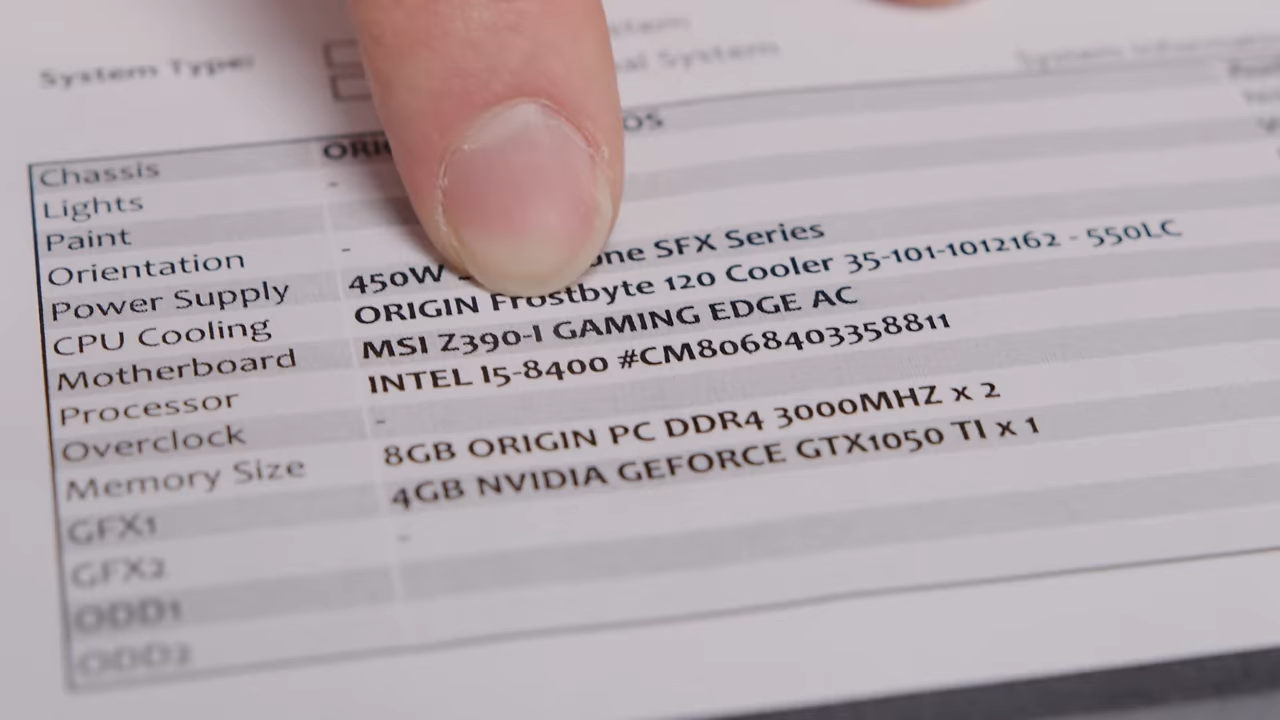 System Type:
System Information
Chassis
Lights
Paint
Orientation
Power Supply 450W - SFX Series
CPU Cooling ORIGIN Frostbyte 120 Cooler 35-101-1012162 - 550LC
Motherboard MSI Z390-I GAMING EDGE AC
Processor INTEL I5-8400 #CM8068403358811
Overclock -
Memory Size 8GB ORIGIN PC DDR4 3000MHZ x 2
GFX1 4GB NVIDIA GEFORCE GTX1050 TI x 1
GFX2 -
ODD1
ODD2